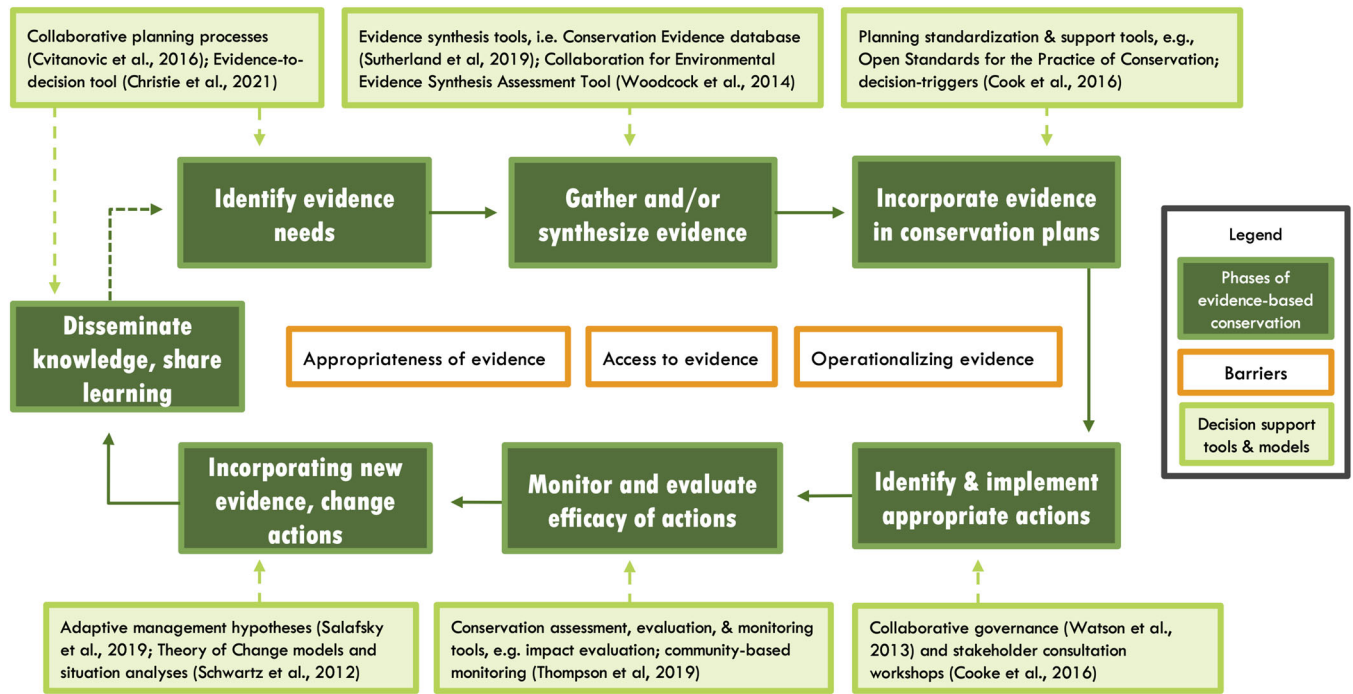 Collaborative planning processes
(Cvitanovic et al., 2016); Evidence-to-
decision tool (Christie et al., 2021)
Evidence synthesis tools, i.e. Conservation Evidence database
(Sutherland et al, 2019); Collaboration for Environmental
Evidence Synthesis Assessment Tool (Woodcock et al., 2014)
Planning standardization & support tools, e.g.,
Open Standards for the Practice of Conservation;
decision-triggers (Cook et al., 2016)
Identify evidence
needs
Gather and/or
synthesize evidence
Incorporate evidence
in conservation plans
Legend
Phases of
evidence-based
conservation
Barriers
Decision support
tools & models
Disseminate
knowledge, share
learning
Appropriateness of evidence
Access to evidence
Operationalizing evidence
Incorporating new
evidence, change
actions
Monitor and evaluate
efficacy of actions
Identify & implement
appropriate actions
Adaptive management hypotheses (Salafsky
et al., 2019; Theory of Change models and
situation analyses (Schwartz et al., 2012)
Conservation assessment, evaluation, & monitoring
tools, e.g. impact evaluation; community-based
monitoring (Thompson et al, 2019)
Collaborative governance (Watson et al.,
2013) and stakeholder consultation
workshops (Cooke et al., 2016)